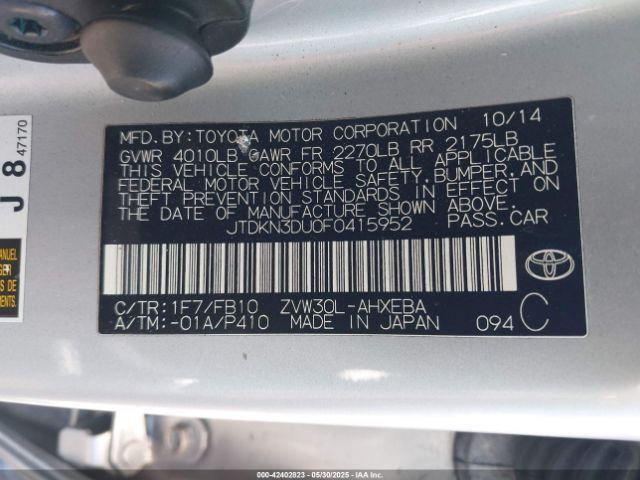 MFD. BY: TOYOTA MOTOR CORPORATION 10/14
GVWR 4010LB GAWR FR 2270LB RR 2175LB
THIS VEHICLE CONFORMS TO ALL APPLICABLE
FEDERAL MOTOR VEHICLE SAFETY, BUMPER, AND
THEFT PREVENTION STANDARDS IN EFFECT ON
THE DATE OF MANUFACTURE SHOWN ABOVE.
JTDKN3DU0F0415952 PASS. CAR
C/TR: 1F7/FB10 ZVW30L-AHXEBA
A/TM: -01A/P410 MADE IN JAPAN 094 C
TOYOTA
J 8 47170
MANUEL
000-42402823 - 05/30/2025 - IAA Inc.